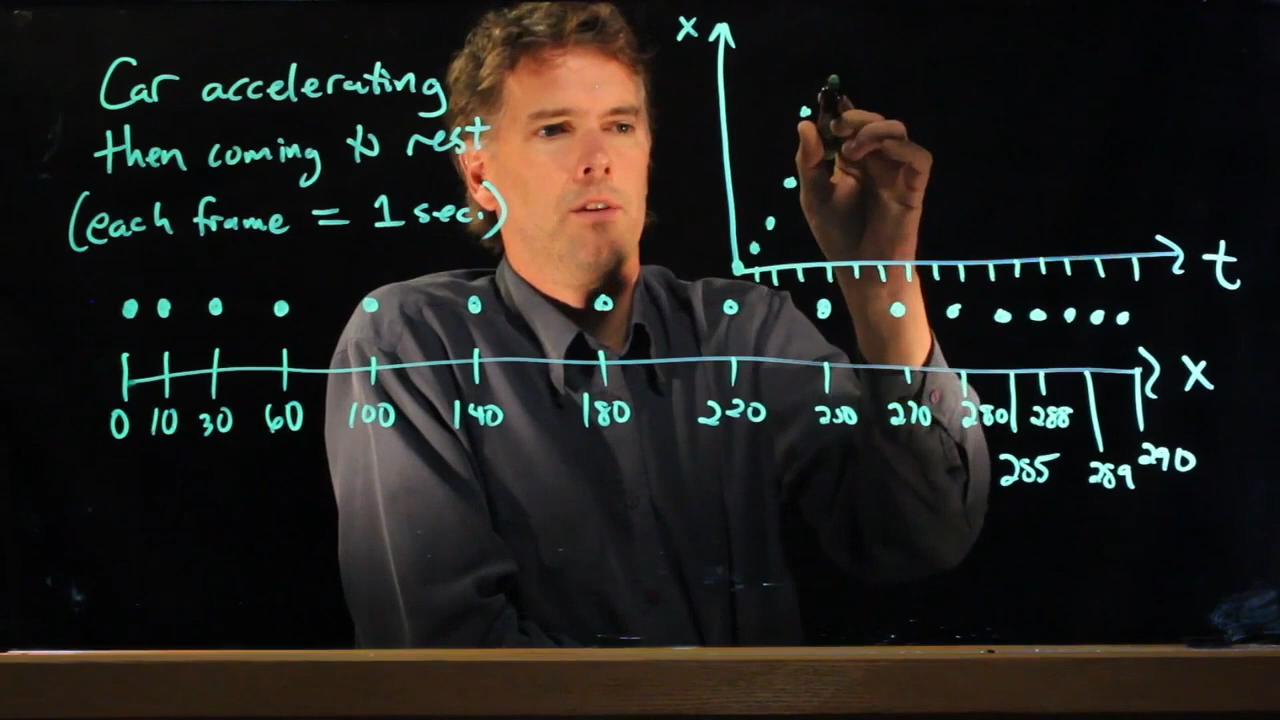 Car accelerating
then coming to rest
(each frame = 1 sec.)
x
t
0 10 30 60 100 140 180 220 250 270 280 288 x
285 289 290